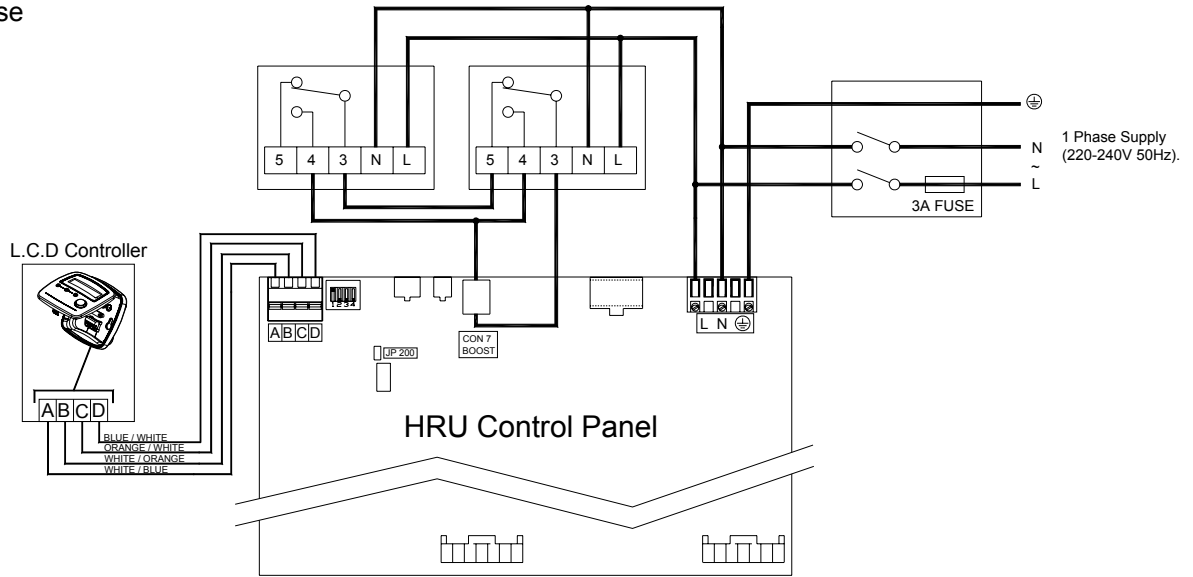 se
5 4 3 N L
5 4 3 N L
N
~
L
1 Phase Supply
(220-240V 50Hz).
3A FUSE
L.C.D Controller
A B C D
1 2 3 4
L N
JP 200
CON 7
BOOST
A B C D
BLUE / WHITE
ORANGE / WHITE
WHITE / ORANGE
WHITE / BLUE
HRU Control Panel